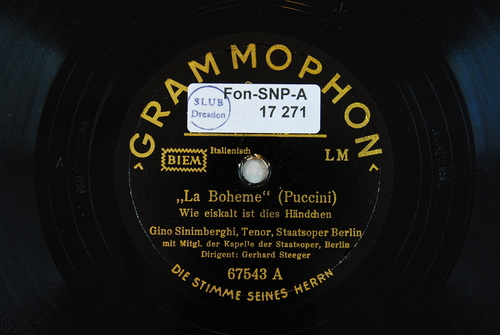 GRAMMOPHON
SLUB
Dresden
Fon-SNP-A
17 271
Italienisch
BIEM
LM
„La Boheme“ (Puccini)
Wie eiskalt ist dies Händchen
Gino Sinimberghi, Tenor, Staatsoper Berlin
mit Mitgl. der Kapelle der Staatsoper, Berlin
Dirigent: Gerhard Steeger
67543 A
DIE STIMME SEINES HERRN